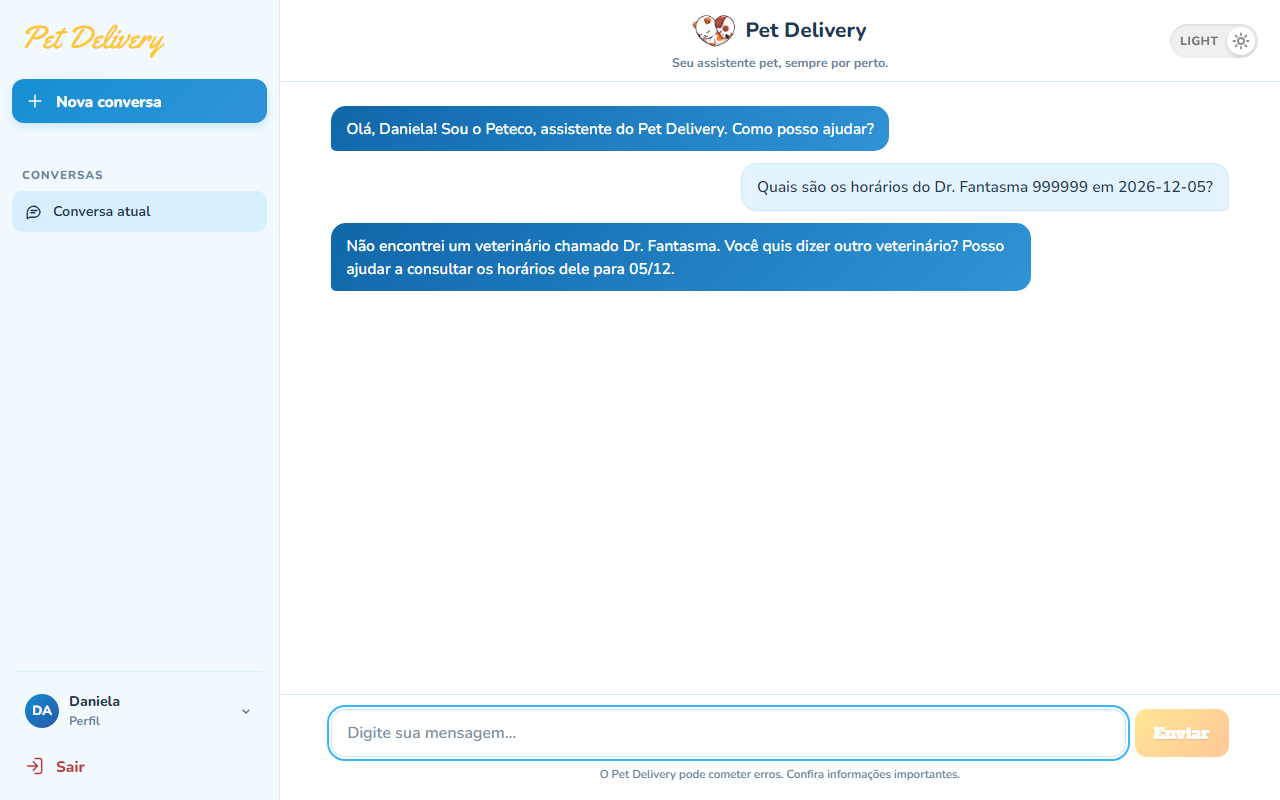 Pet Delivery
Nova conversa
CONVERSAS
Conversa atual
Daniela
DA
Perfil
Sair
Pet Delivery
Seu assistente pet, sempre por perto.
LIGHT
Olá, Daniela! Sou o Peteco, assistente do Pet Delivery. Como posso ajudar?
Quais são os horários do Dr. Fantasma 999999 em 2026-12-05?
Não encontrei um veterinário chamado Dr. Fantasma. Você quis dizer outro veterinário? Posso
ajudar a consultar os horários dele para 05/12.
Digite sua mensagem...
Enviar
O Pet Delivery pode cometer erros. Confira informações importantes.